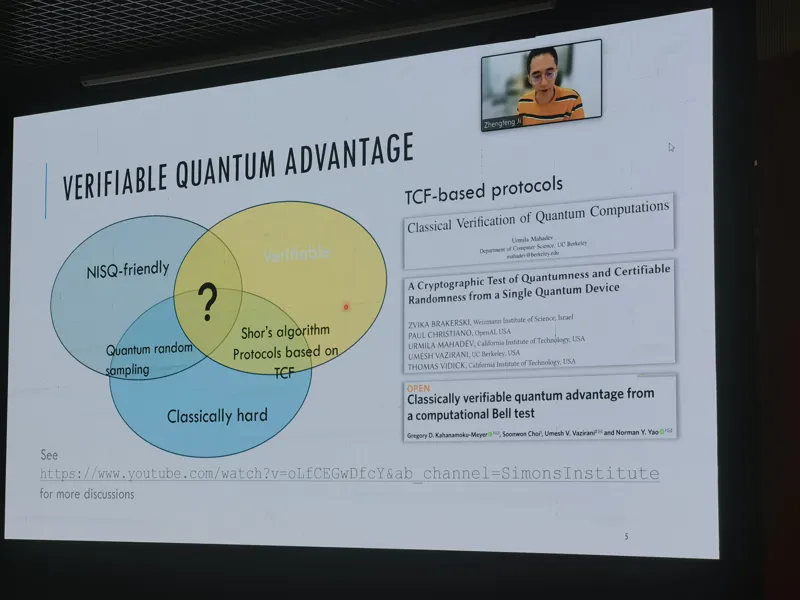 Zhengfeng Ji
VERIFIABLE QUANTUM ADVANTAGE
NISQ-friendly
Verifiable
?
Quantum random
sampling
Shor's algorithm
Protocols based on
TCF
Classically hard
TCF-based protocols
Classical Verification of Quantum Computations
Urmila Mahadev
Department of Computer Science, UC Berkeley
mahadev@berkeley.edu
A Cryptographic Test of Quantumness and Certifiable
Randomness from a Single Quantum Device
ZVIKA BRAKERSKI, Weizmann Institute of Science, Israel
PAUL CHRISTIANO, OpenAI, USA
URMILA MAHADEV, California Institute of Technology, USA
UMESH VAZIRANI, UC Berkeley, USA
THOMAS VIDICK, California Institute of Technology, USA
OPEN
Classically verifiable quantum advantage from
a computational Bell test
Gregory D. Kahanamoku-Meyer, Soonwon Choi, Umesh V. Vazirani and Norman Y. Yao
See
https://www.youtube.com/watch?v=oLfCEGwDfcY&ab_channel=SimonsInstitute
for more discussions
5